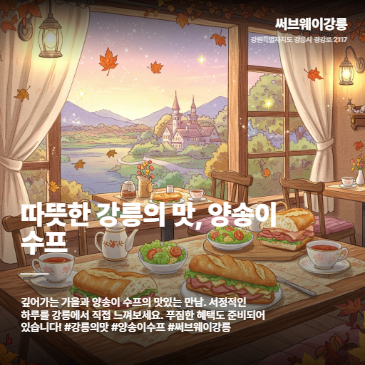 써브웨이강릉
강원특별자치도 강릉시 경강로 2117
따뜻한 강릉의 맛, 양송이
수프
깊어가는 가을과 양송이 수프의 맛있는 만남. 서정적인
하루를 강릉에서 직접 느껴보세요. 푸짐한 혜택도 준비되어
있습니다! #강릉의맛 #양송이수프 #써브웨이강릉